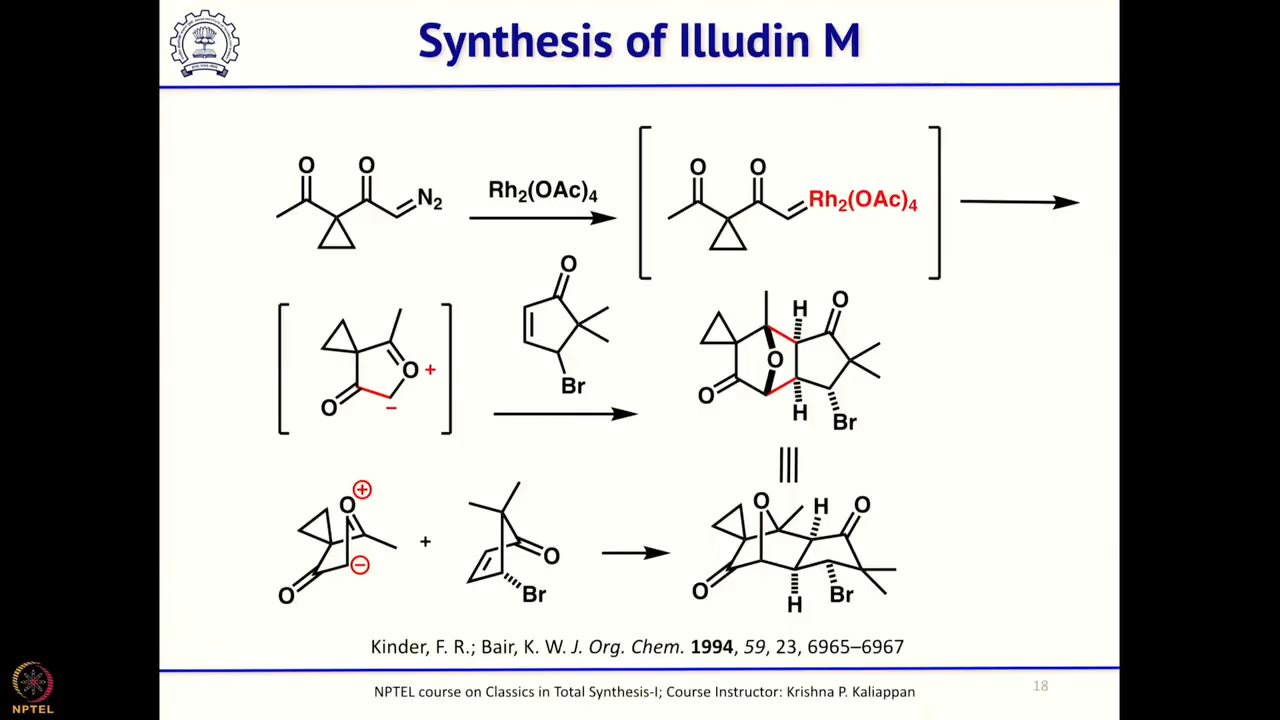 Synthesis of Illudin M
O O
N2
Rh2(OAc)4
O O
Rh2(OAc)4
O
Br
O +
O
−
H O
O
O
H Br
O +
O −
+
O
Br
O H O
O
H Br
Kinder, F. R.; Bair, K. W. J. Org. Chem. 1994, 59, 23, 6965–6967
NPTEL
NPTEL course on Classics in Total Synthesis-I; Course Instructor: Krishna P. Kaliappan
18